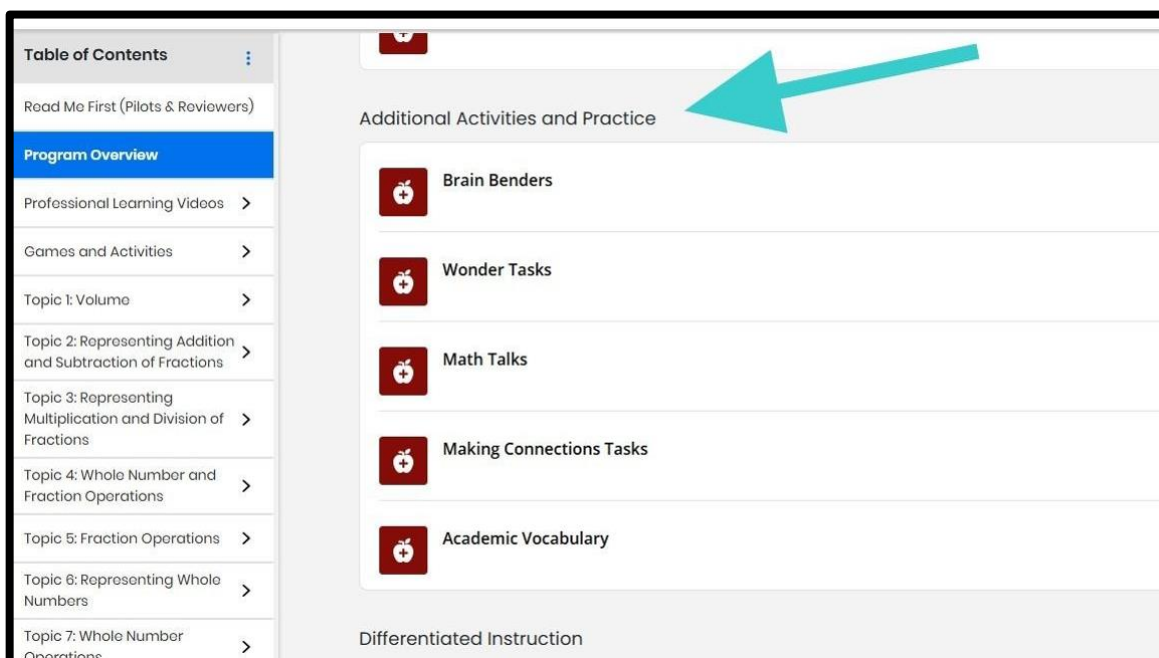 Table of Contents
Read Me First (Pilots & Reviewers)
Program Overview
Professional Learning Videos
Games and Activities
Topic 1: Volume
Topic 2: Representing Addition
and Subtraction of Fractions
Topic 3: Representing
Multiplication and Division of
Fractions
Topic 4: Whole Number and
Fraction Operations
Topic 5: Fraction Operations
Topic 6: Representing Whole
Numbers
Topic 7: Whole Number
Operations
Additional Activities and Practice
Brain Benders
Wonder Tasks
Math Talks
Making Connections Tasks
Academic Vocabulary
Differentiated Instruction